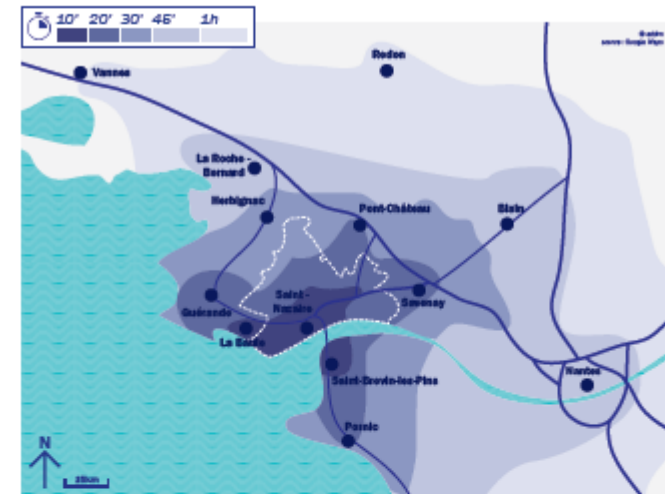 10' 20' 30' 45' 1h
Vannes
Redon
La Roche -
Bernard
Herbignac
Pont-Château
Blain
Guérande
Saint -
Nazaire
Savenay
La Baule
Saint-Brevin-les-Pins
Nantes
Pornic
N